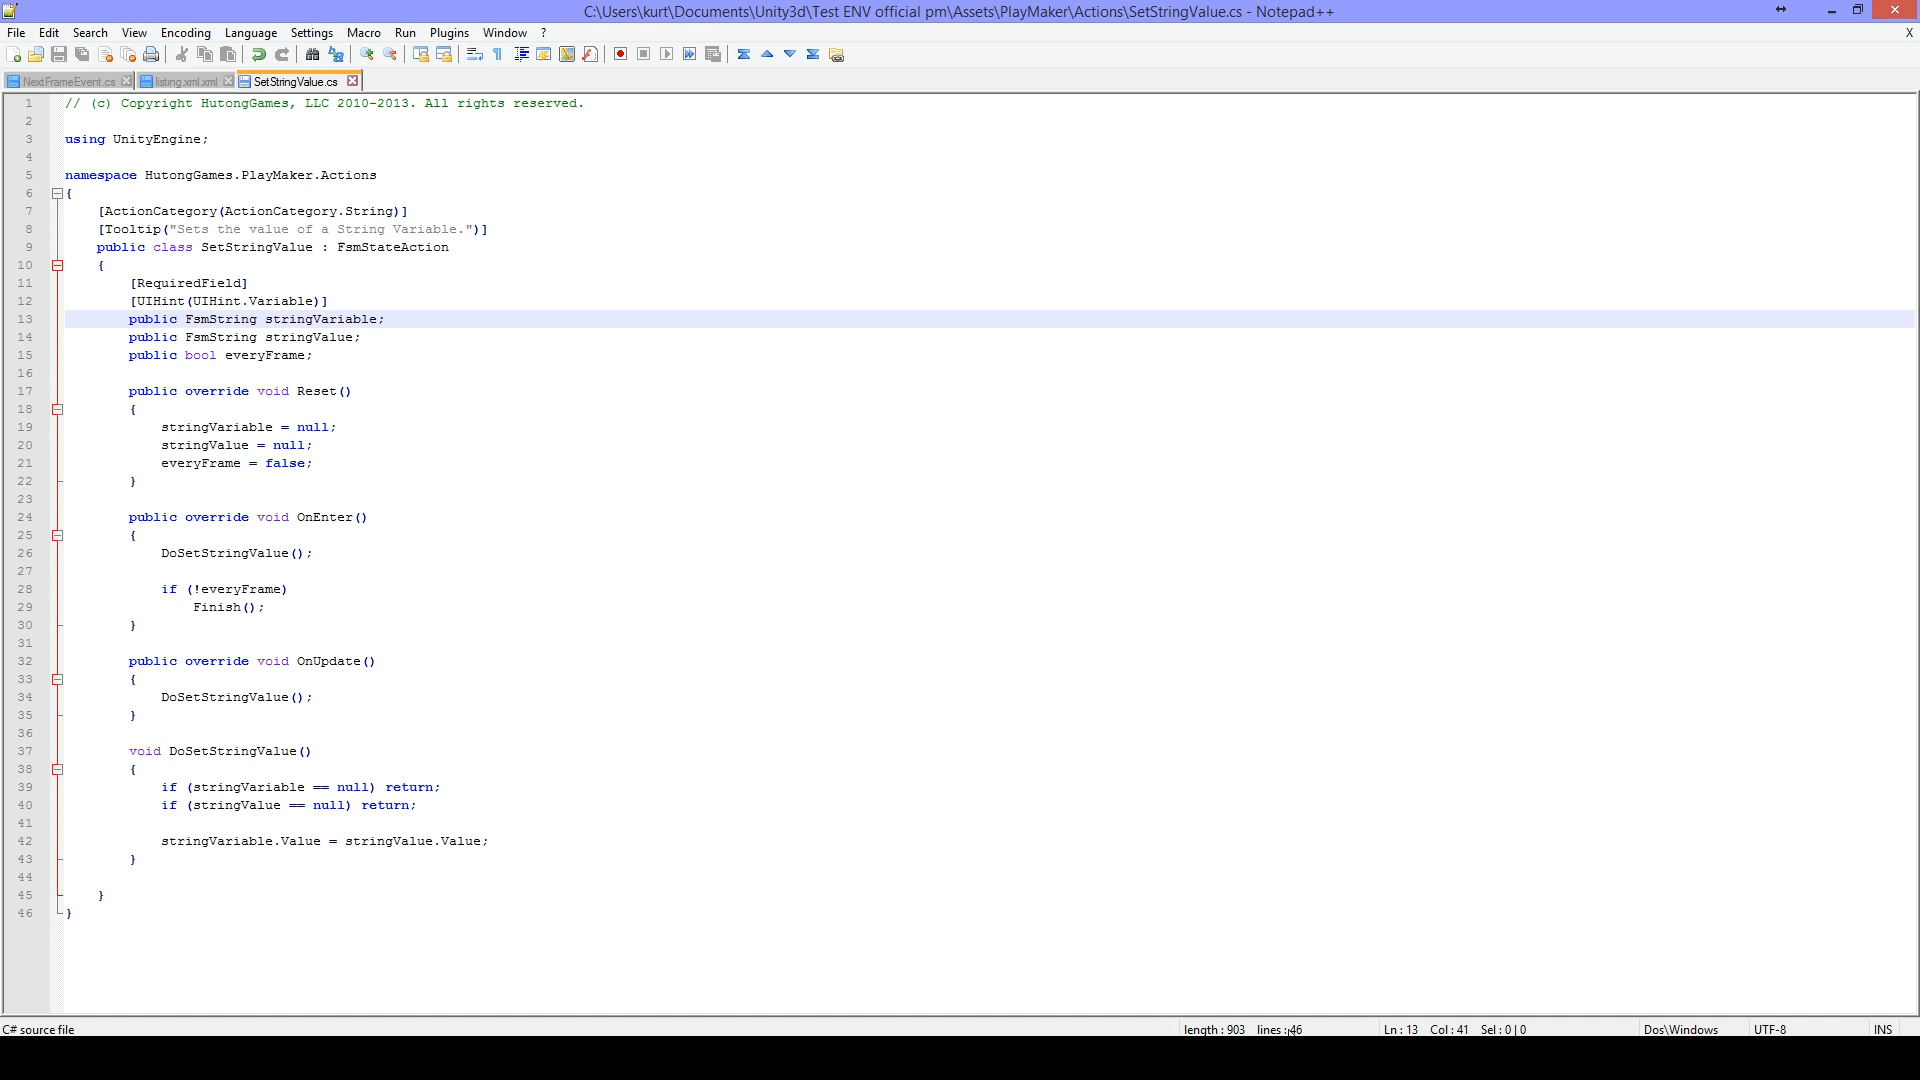 C:\Users\kurt\Documents\Unity3d\Test ENV official pm\Assets\PlayMaker\Actions\SetStringValue.cs - Notepad++
File Edit Search View Encoding Language Settings Macro Run Plugins Window ? X
NextFrameEvent.cs listing.xml.xml SetStringValue.cs
1 // (c) Copyright HutongGames, LLC 2010-2013. All rights reserved.
2
3 using UnityEngine;
4
5 namespace HutongGames.PlayMaker.Actions
6 {
7 [ActionCategory(ActionCategory.String)]
8 [Tooltip("Sets the value of a String Variable.")]
9 public class SetStringValue : FsmStateAction
10 {
11 [RequiredField]
12 [UIHint(UIHint.Variable)]
13 public FsmString stringVariable;
14 public FsmString stringValue;
15 public bool everyFrame;
16
17 public override void Reset()
18 {
19 stringVariable = null;
20 stringValue = null;
21 everyFrame = false;
22 }
23
24 public override void OnEnter()
25 {
26 DoSetStringValue();
27
28 if (!everyFrame)
29 Finish();
30 }
31
32 public override void OnUpdate()
33 {
34 DoSetStringValue();
35 }
36
37 void DoSetStringValue()
38 {
39 if (stringVariable == null) return;
40 if (stringValue == null) return;
41
42 stringVariable.Value = stringValue.Value;
43 }
44
45 }
46 }
C# source file length : 903 lines : 46 Ln : 13 Col : 41 Sel : 0 | 0 Dos\Windows UTF-8 INS